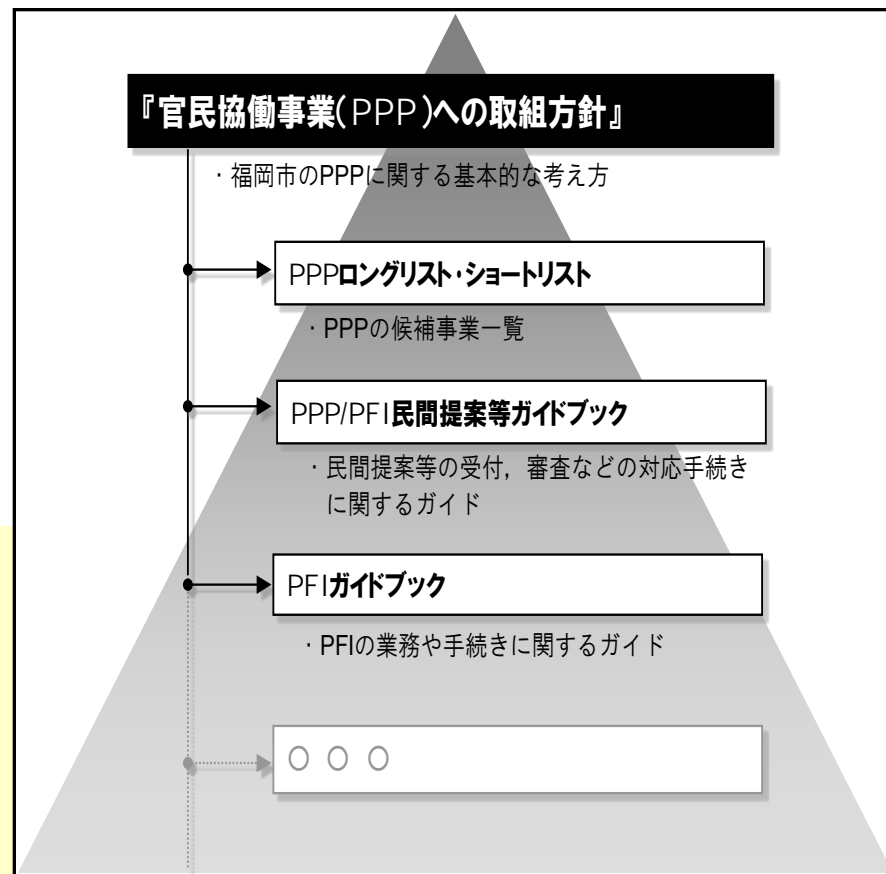 『官民協働事業(PPP)への取組方針』
・福岡市のPPPに関する基本的な考え方
PPPロングリスト・ショートリスト
・PPPの候補事業一覧
PPP/PFI民間提案等ガイドブック
・民間提案等の受付，審査などの対応手続き
に関するガイド
PFIガイドブック
・PFIの業務や手続きに関するガイド
○ ○ ○